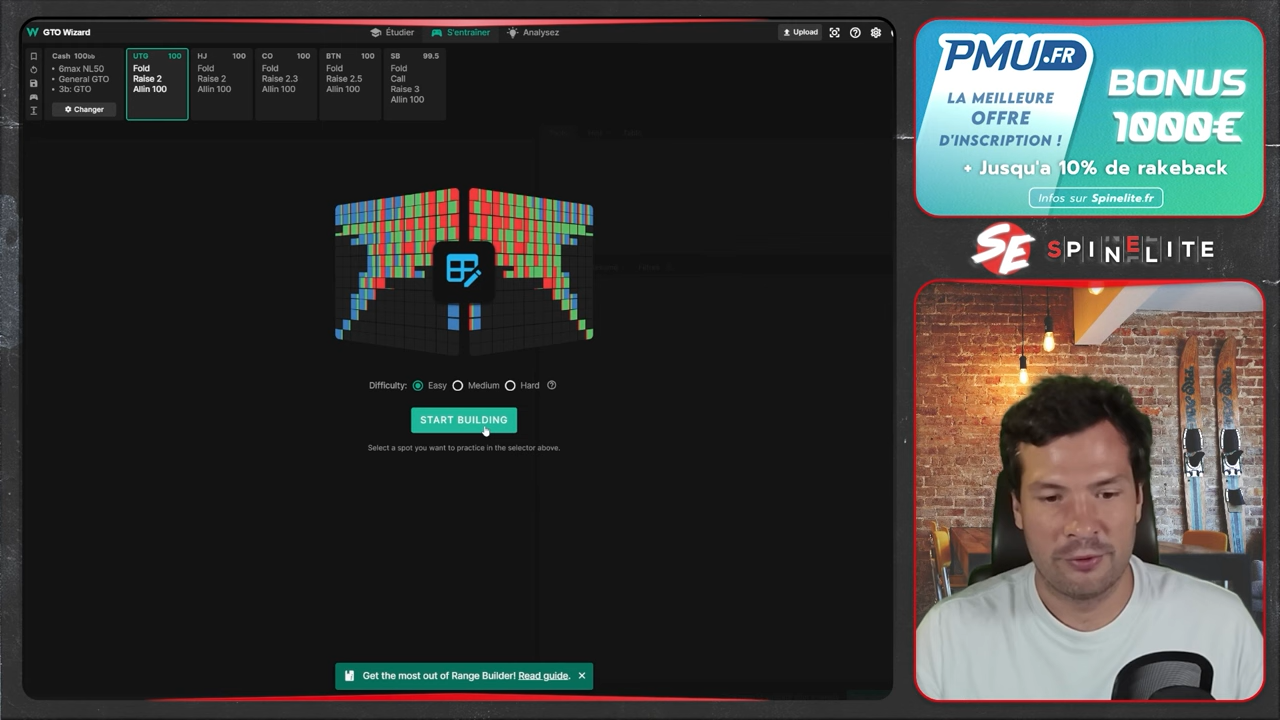 GTO Wizard
Étudier
S'entraîner
Analysez
Upload
Cash 100bb
6max NL50
General GTO
3b: GTO
Changer
UTG 100
Fold
Raise 2
Allin 100
HJ 100
Fold
Raise 2
Allin 100
CO 100
Fold
Raise 2.3
Allin 100
BTN 100
Fold
Raise 2.5
Allin 100
SB 99.5
Fold
Call
Raise 3
Allin 100
Difficulty: Easy Medium Hard
START BUILDING
Select a spot you want to practice in the selector above.
Get the most out of Range Builder! Read guide.
PMU.FR
LA MEILLEURE
OFFRE
D'INSCRIPTION !
BONUS
1000€
+ Jusqu'a 10% de rakeback
Infos sur Spinelite.fr
SE SPINELITE